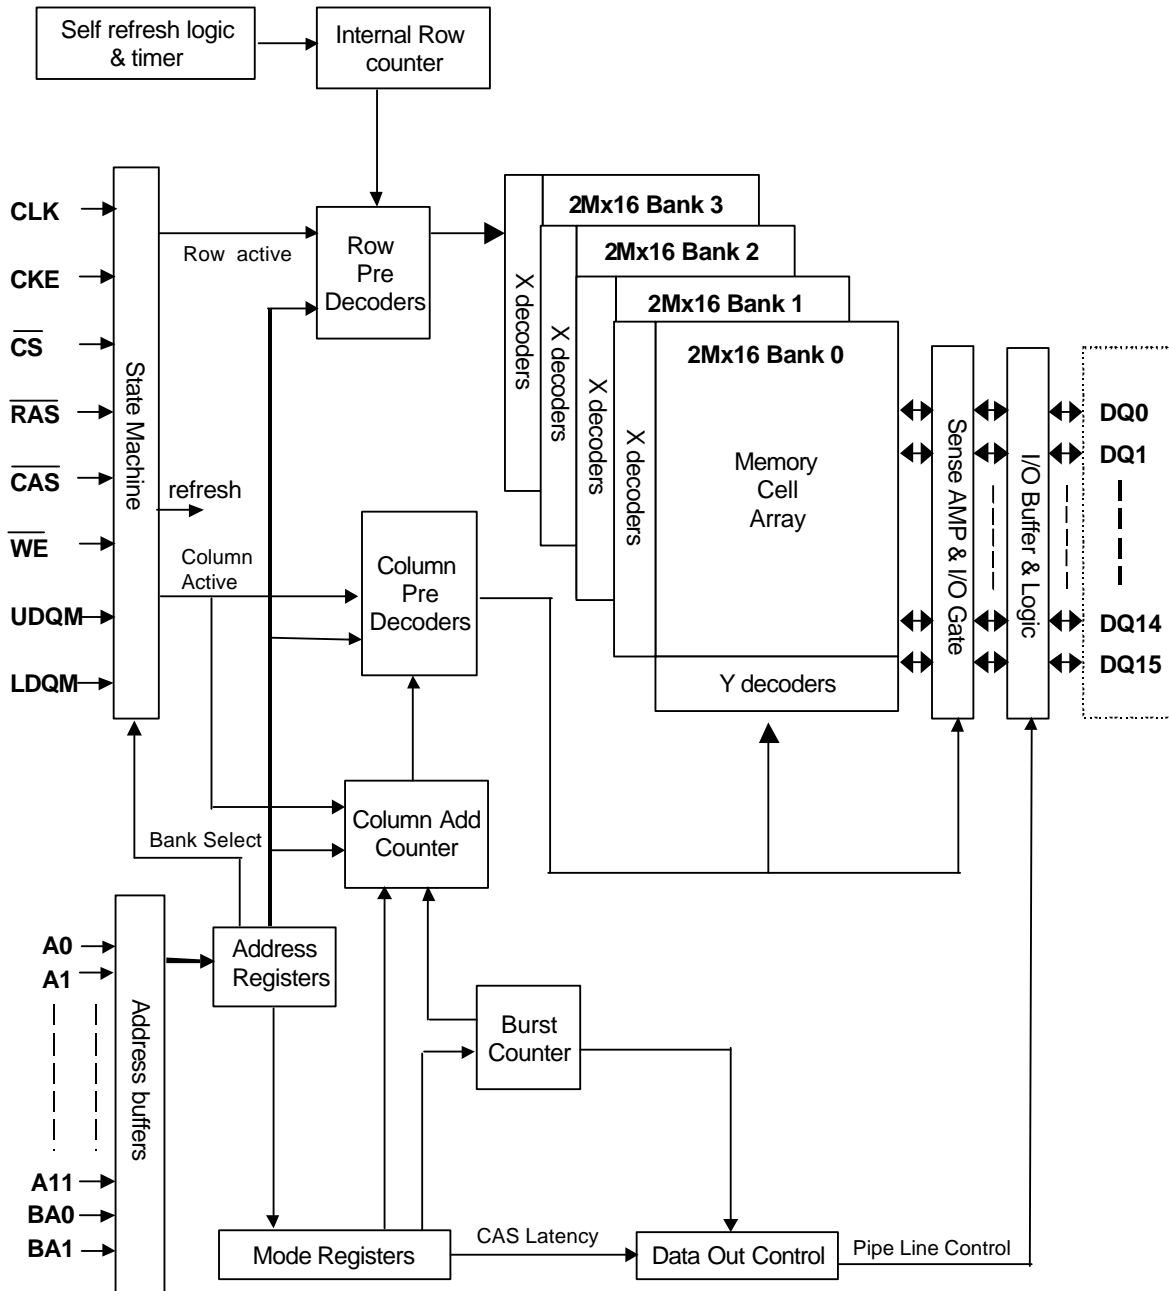 Self refresh logic
& timer
Internal Row
counter
CLK
CKE
CS
RAS
CAS
WE
UDQM
LDQM
State Machine
Row active
refresh
Column
Active
Bank Select
Row
Pre
Decoders
Column
Pre
Decoders
Column Add
Counter
X decoders
X decoders
X decoders
X decoders
2Mx16 Bank 3
2Mx16 Bank 2
2Mx16 Bank 1
2Mx16 Bank 0
Memory
Cell
Array
Y decoders
Sense AMP & I/O Gate
I/O Buffer & Logic
DQ0
DQ1
DQ14
DQ15
A0
A1
A11
BA0
BA1
Address buffers
Address
Registers
Burst
Counter
Mode Registers
CAS Latency
Data Out Control
Pipe Line Control